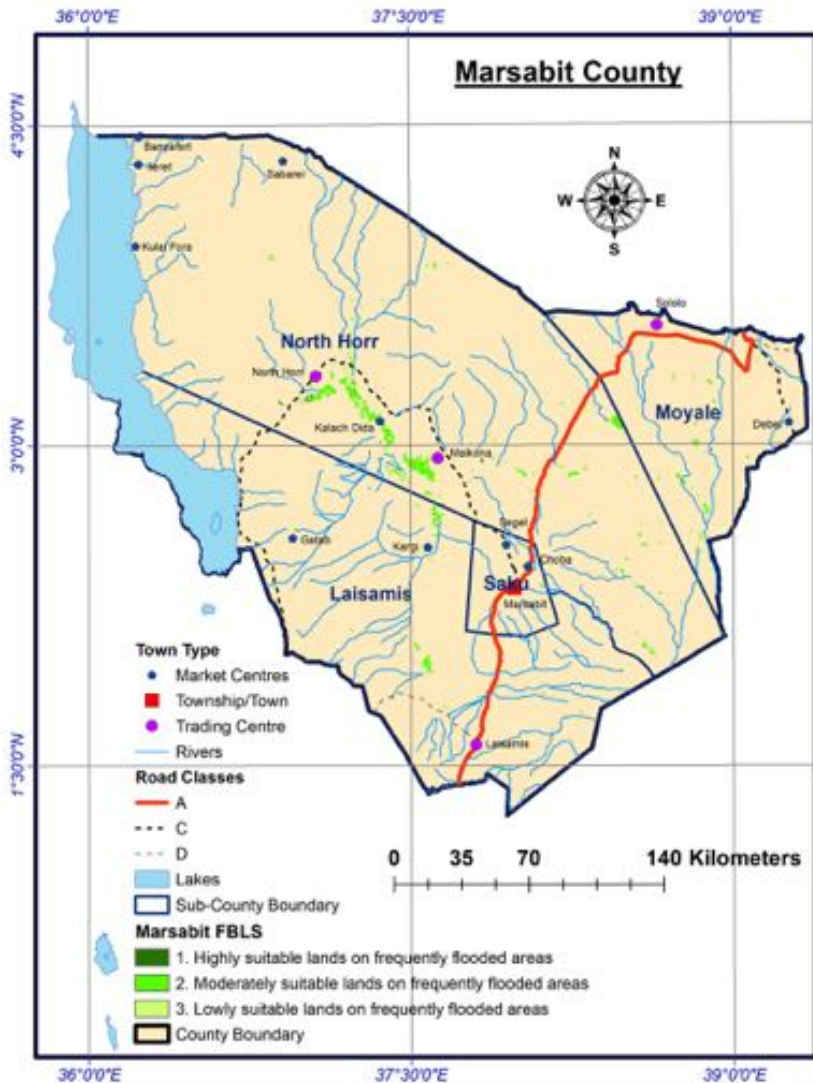 36°0'0"E 37°30'0"E 39°0'0"E
Marsabit County
4°30'0"N
N
W E
S
Ileret
Sabarei
Sololo
North Horr
North Horr
Moyale
Kalach Dida
Debel
3°0'0"N
Maikona
Segel
Gatab
Kargi
Choba
Saku
Laisamis
Marsabit
Laisamis
1°30'0"N
Town Type
Market Centres
Township/Town
Trading Centre
Rivers
Road Classes
A
C
D
Lakes
Sub-County Boundary
Marsabit FBLS
1. Highly suitable lands on frequently flooded areas
2. Moderately suitable lands on frequently flooded areas
3. Lowly suitable lands on frequently flooded areas
County Boundary
0 35 70 140 Kilometers
36°0'0"E 37°30'0"E 39°0'0"E